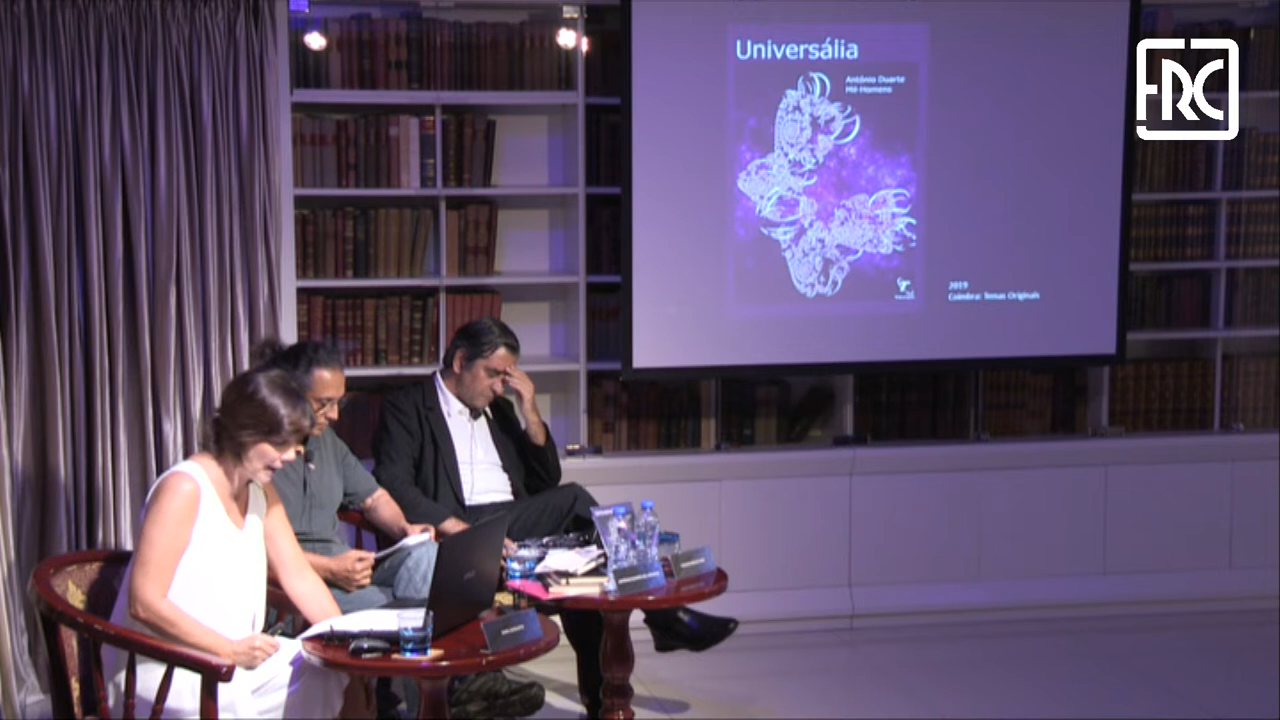 FRC
Universália
António Duarte
Mil-Homens
2019
Coimbra: Temas Originais